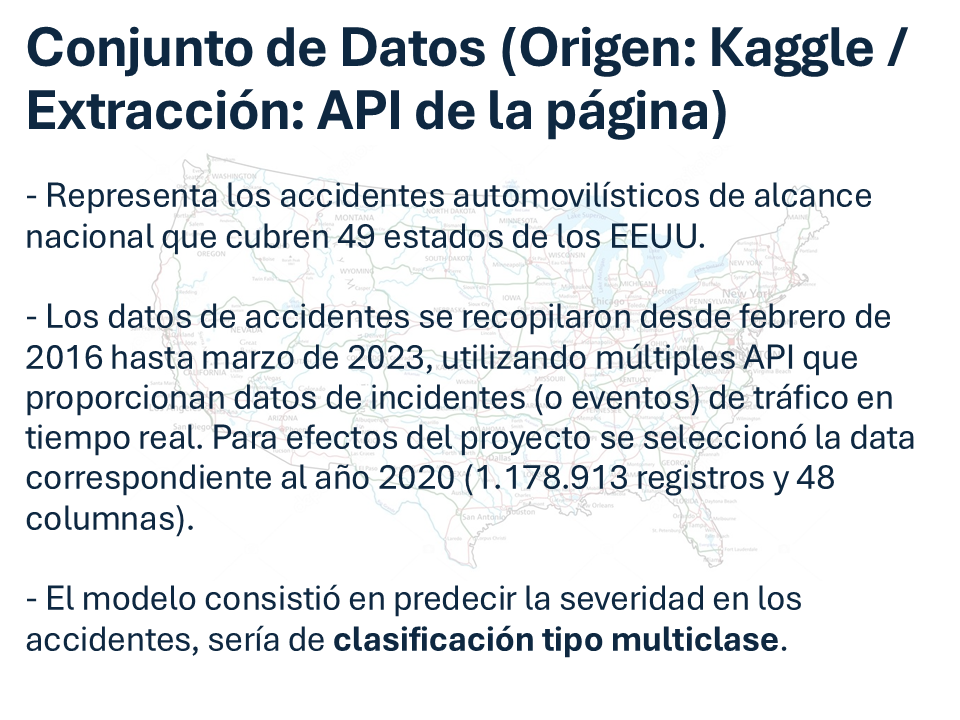 Conjunto de Datos (Origen: Kaggle /
Extracción: API de la página)
- Representa los accidentes automovilísticos de alcance
nacional que cubren 49 estados de los EEUU.
- Los datos de accidentes se recopilaron desde febrero de
2016 hasta marzo de 2023, utilizando múltiples API que
proporcionan datos de incidentes (o eventos) de tráfico en
tiempo real. Para efectos del proyecto se seleccionó la data
correspondiente al año 2020 (1.178.913 registros y 48
columnas).
- El modelo consistió en predecir la severidad en los
accidentes, sería de clasificación tipo multiclase.